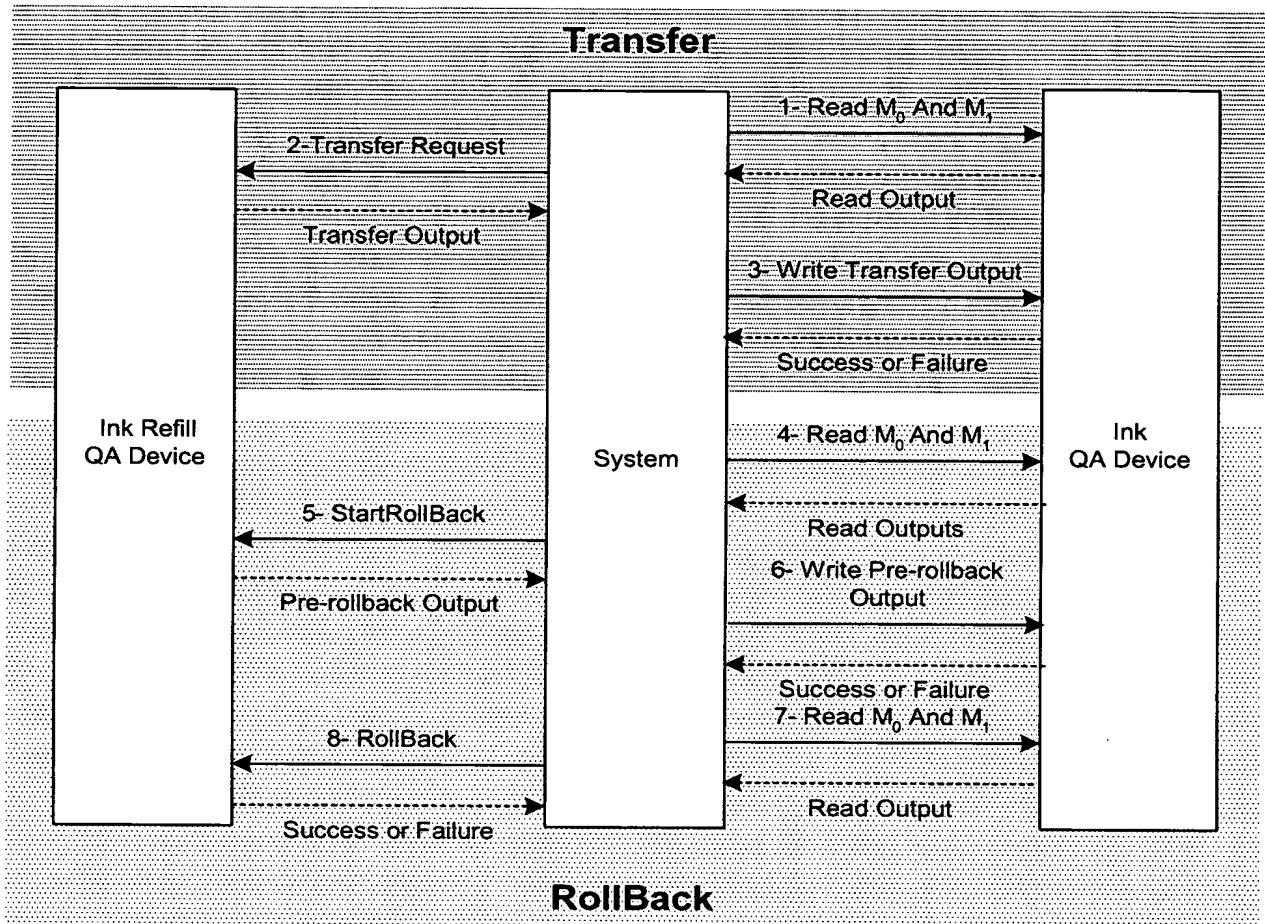 Transfer
1- Read M₀ And M₁
2-Transfer Request
Read Output
Transfer Output
3- Write Transfer Output
Success or Failure
Ink Refill
QA Device
System
Ink
QA Device
4- Read M₀ And M₁
5- StartRollBack
Read Outputs
6- Write Pre-rollback
Output
Pre-rollback Output
Success or Failure
7- Read M₀ And M₁
8- RollBack
Read Output
Success or Failure
RollBack